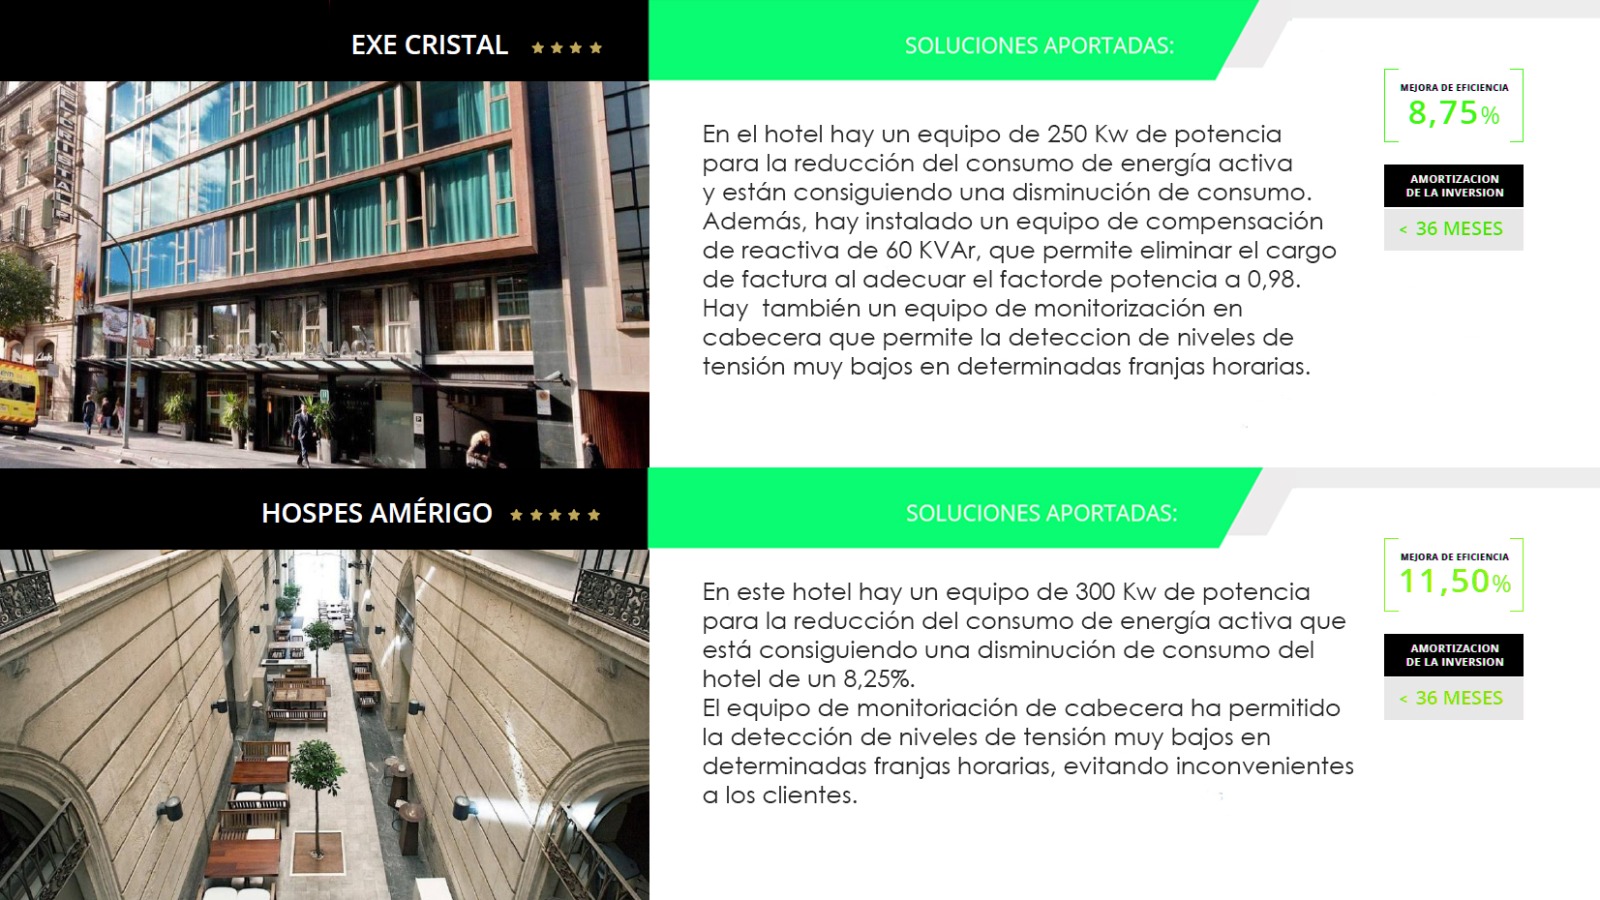 EXE CRISTAL
SOLUCIONES APORTADAS:
MEJORA DE EFICIENCIA
8,75%
AMORTIZACION
DE LA INVERSION
< 36 MESES
En el hotel hay un equipo de 250 Kw de potencia
para la reducción del consumo de energía activa
y están consiguiendo una disminución de consumo.
Además, hay instalado un equipo de compensación
de reactiva de 60 KVAr, que permite eliminar el cargo
de factura al adecuar el factorde potencia a 0,98.
Hay  también un equipo de monitorización en
cabecera que permite la deteccion de niveles de
tensión muy bajos en determinadas franjas horarias.
HOSPES AMÉRIGO
SOLUCIONES APORTADAS:
MEJORA DE EFICIENCIA
11,50%
AMORTIZACION
DE LA INVERSION
< 36 MESES
En este hotel hay un equipo de 300 Kw de potencia
para la reducción del consumo de energía activa que
está consiguiendo una disminución de consumo del
hotel de un 8,25%.
El equipo de monitoriación de cabecera ha permitido
la detección de niveles de tensión muy bajos en
determinadas franjas horarias, evitando inconvenientes
a los clientes.